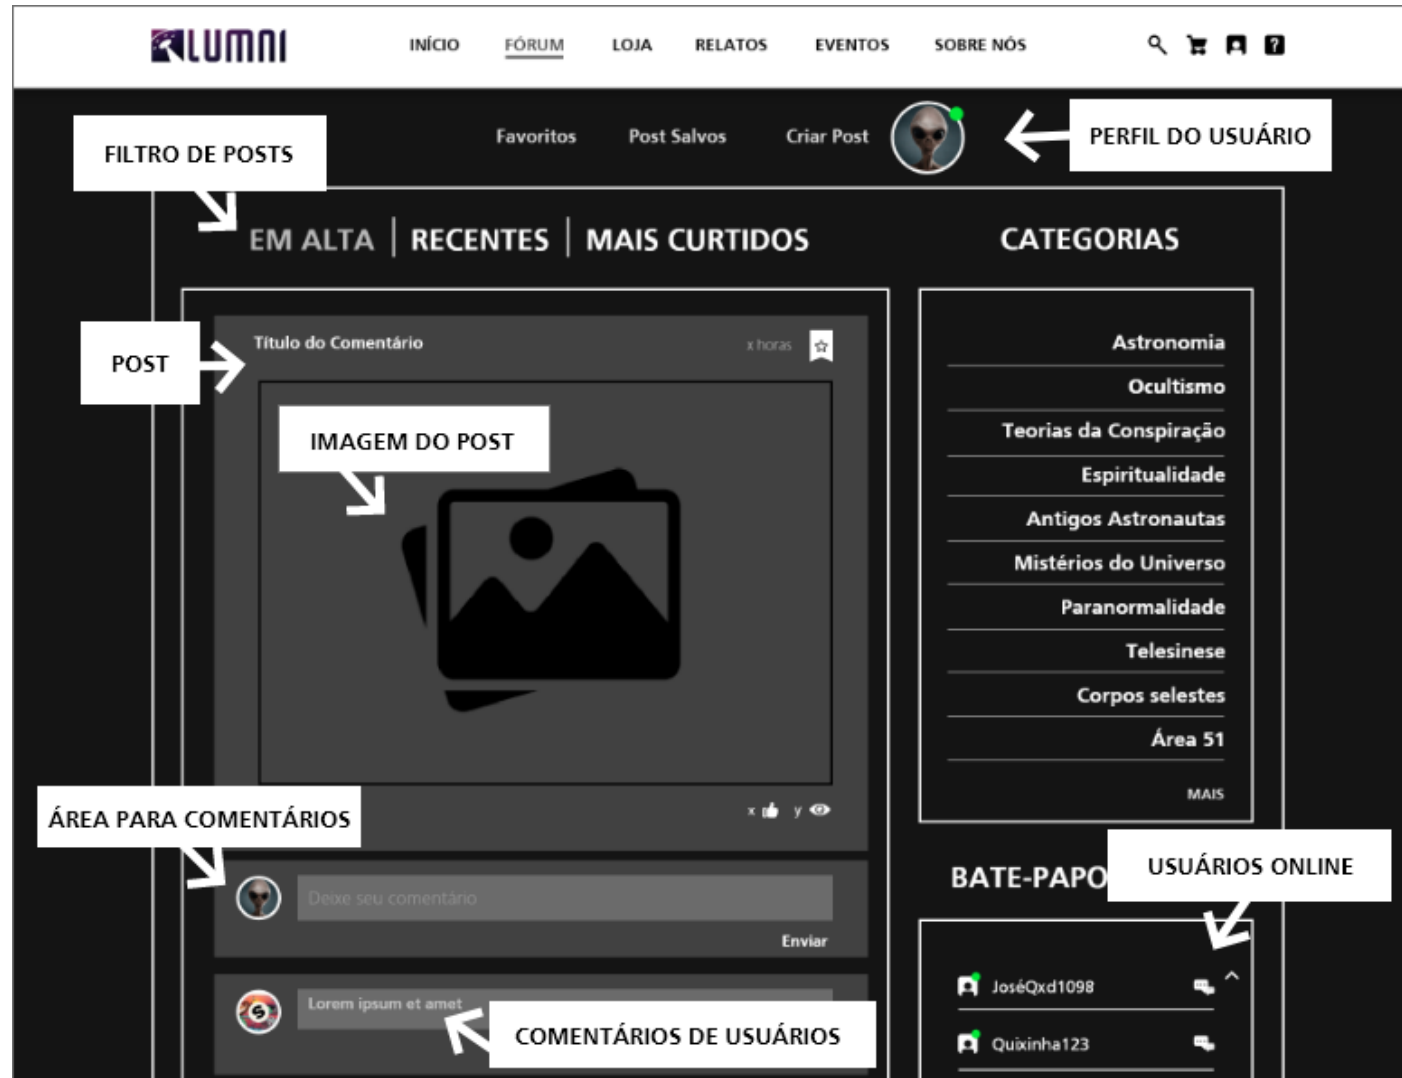 LUMNI
INÍCIO FÓRUM LOJA RELATOS EVENTOS SOBRE NÓS ?
Favoritos Post Salvos Criar Post
PERFIL DO USUÁRIO
FILTRO DE POSTS
EM ALTA | RECENTES | MAIS CURTIDOS
CATEGORIAS
POST
Título do Comentário x horas
IMAGEM DO POST
x y
ÁREA PARA COMENTÁRIOS
Deixe seu comentário
Enviar
Lorem ipsum et amet
COMENTÁRIOS DE USUÁRIOS
Astronomia
Ocultismo
Teorias da Conspiração
Espiritualidade
Antigos Astronautas
Mistérios do Universo
Paranormalidade
Telesinese
Corpos selestes
Área 51
MAIS
BATE-PAPO
USUÁRIOS ONLINE
JoséQxd1098
Quixinha123